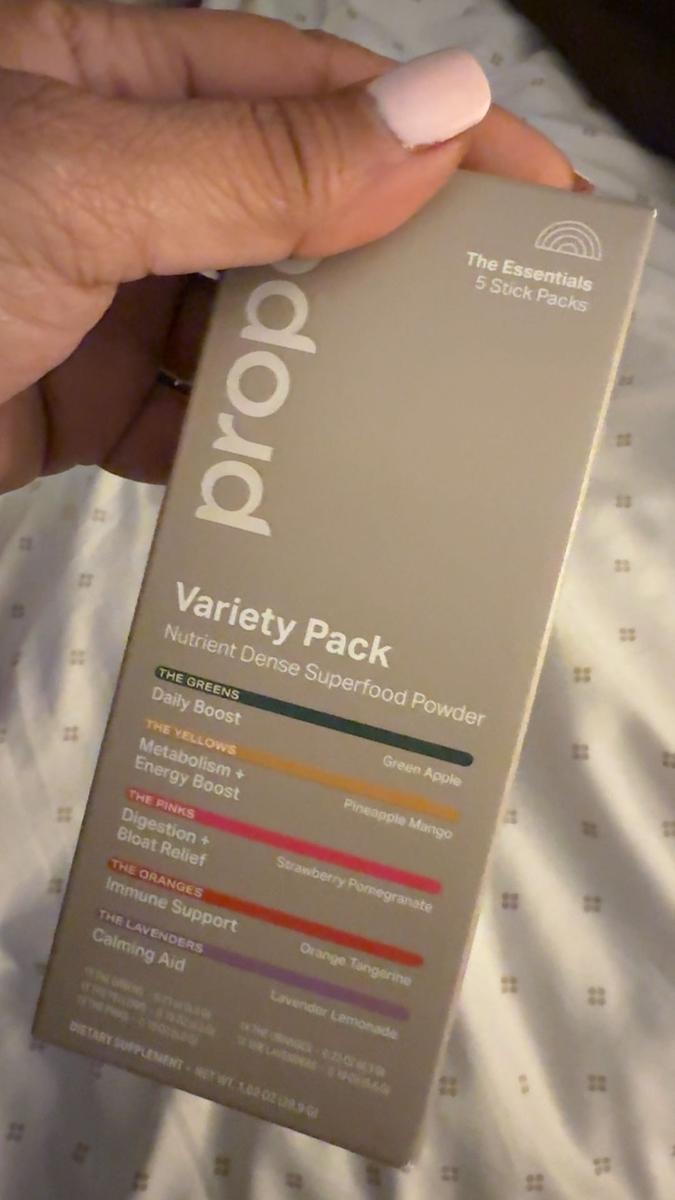 The Essentials
5 Stick Packs
prop
Variety Pack
Nutrient Dense Superfood Powder
THE GREENS
Daily Boost
Green Apple
THE YELLOWS
Metabolism +
Energy Boost
Pineapple Mango
THE PINKS
Digestion +
Bloat Relief
Strawberry Pomegranate
THE ORANGES
Immune Support
Orange Tangerine
THE LAVENDERS
Calming Aid
Lavender Lemonade
DIETARY SUPPLEMENT • NET WT.